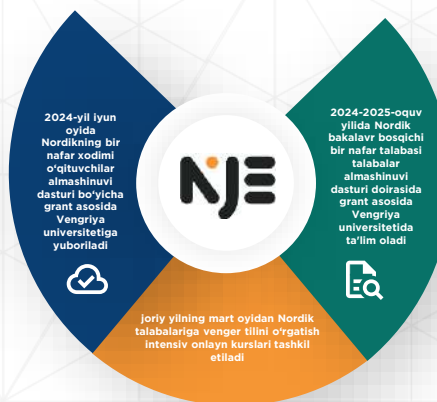 2024-yil iyun
oyida
Nordikning bir
nafar xodimi
o‘qituvchilar
almashinuvi
dasturi bo‘yicha
grant asosida
Vengriya
universitetiga
yuboriladi
NJE
2024-2025-oquv
yilida Nordik
bakalavr bosqichi
bir nafar talabasi
talabalar
almashinuvi
dasturi doirasida
grant asosida
Vengriya
universitetida
ta’lim oladi
joriy yilning mart oyidan Nordik
talabalariga venger tilini o‘rgatish
intensiv onlayn kurslari tashkil
etiladi